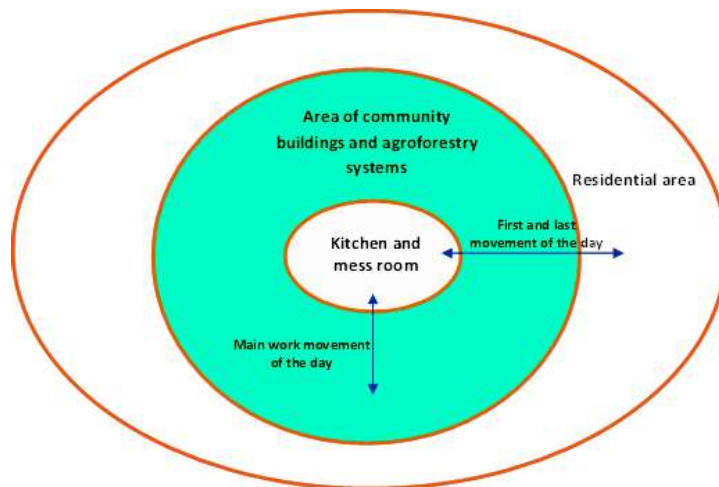 Area of community
buildings and agroforestry
systems
Residential area
First and last
movement of the day
Kitchen and
mess room
Main work movement
of the day